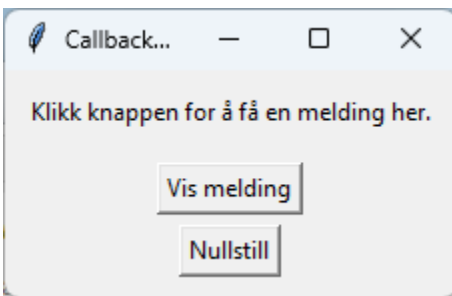 Callback...
Klikk knappen for å få en melding her.
Vis melding
Nullstill